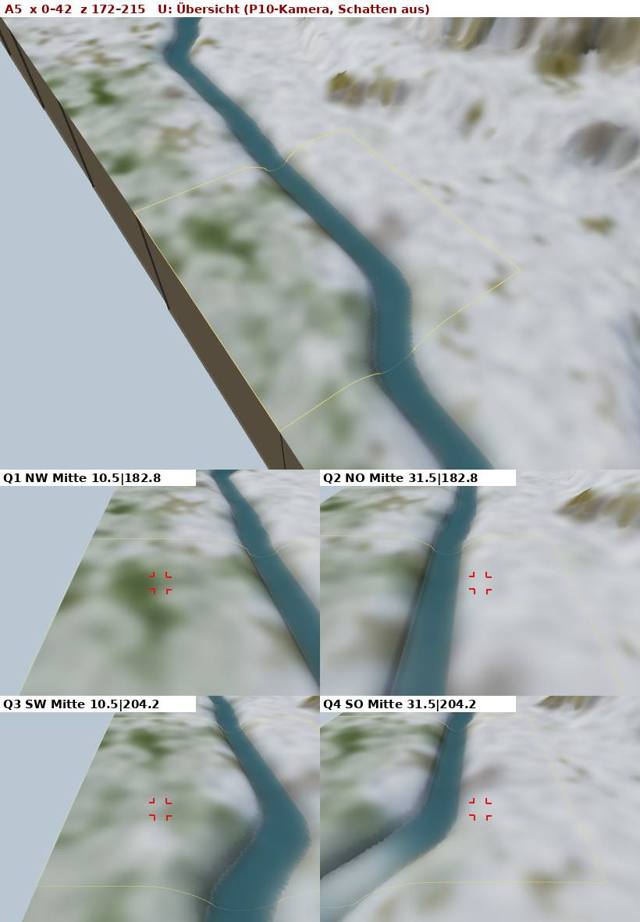 A5 x 0–42 z 172–215 U: Übersicht (P10-Kamera, Schatten aus)
Q1 NW Mitte 10.5|182.8
Q2 NO Mitte 31.5|182.8
Q3 SW Mitte 10.5|204.2
Q4 SO Mitte 31.5|204.2